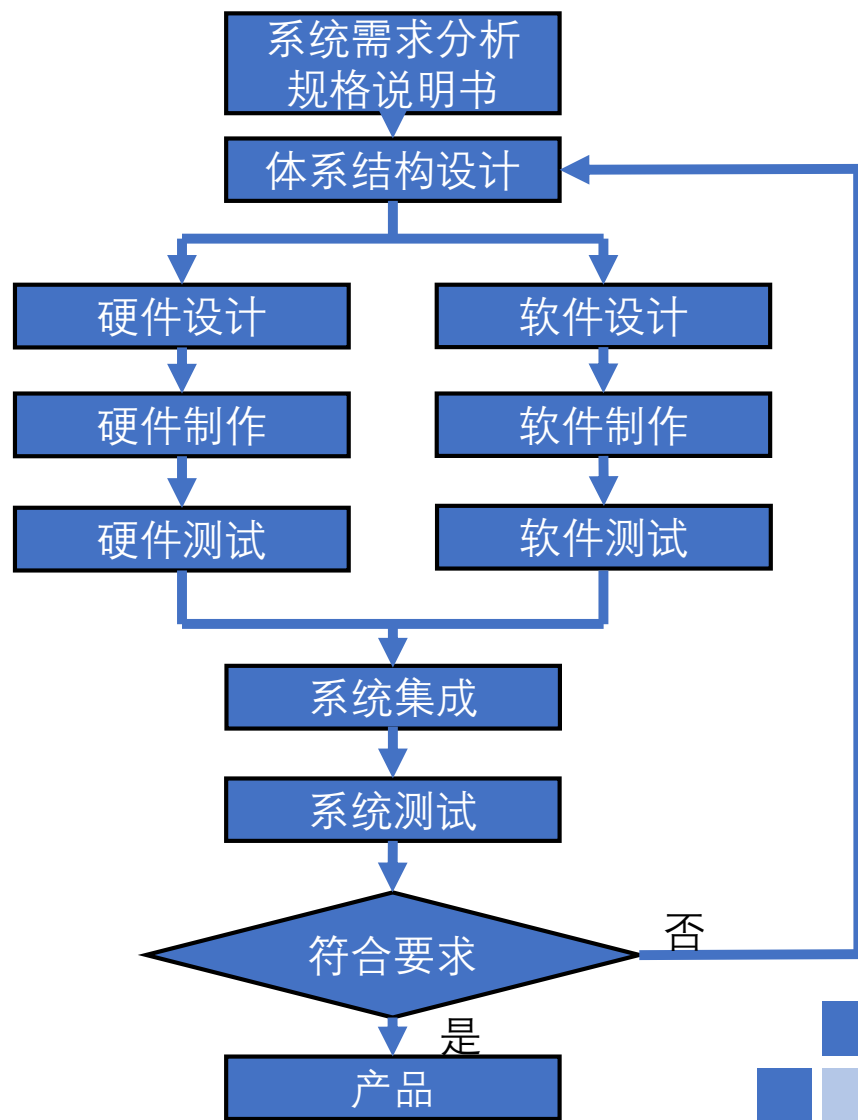 系统需求分析
规格说明书
体系结构设计
硬件设计
软件设计
硬件制作
软件制作
硬件测试
软件测试
系统集成
系统测试
符合要求
否
是
产品